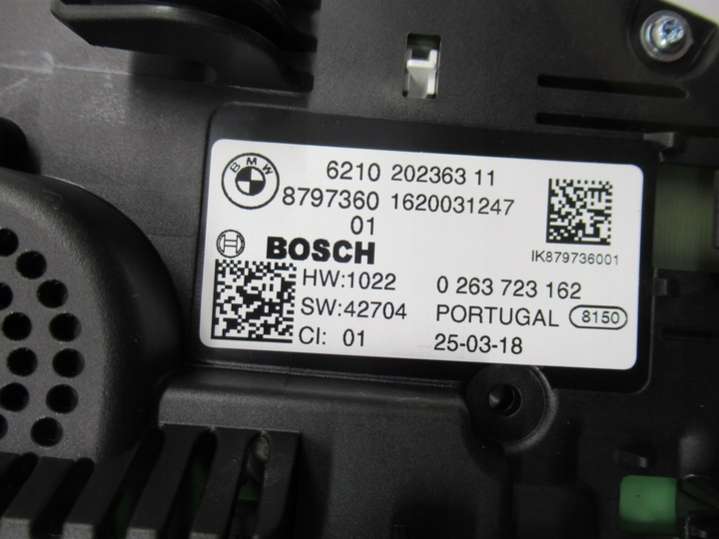 BMW
6210 202363 11
8797360 1620031247
01
IK879736001
BOSCH
HW:1022 0 263 723 162
SW:42704 PORTUGAL 8150
CI: 01 25-03-18